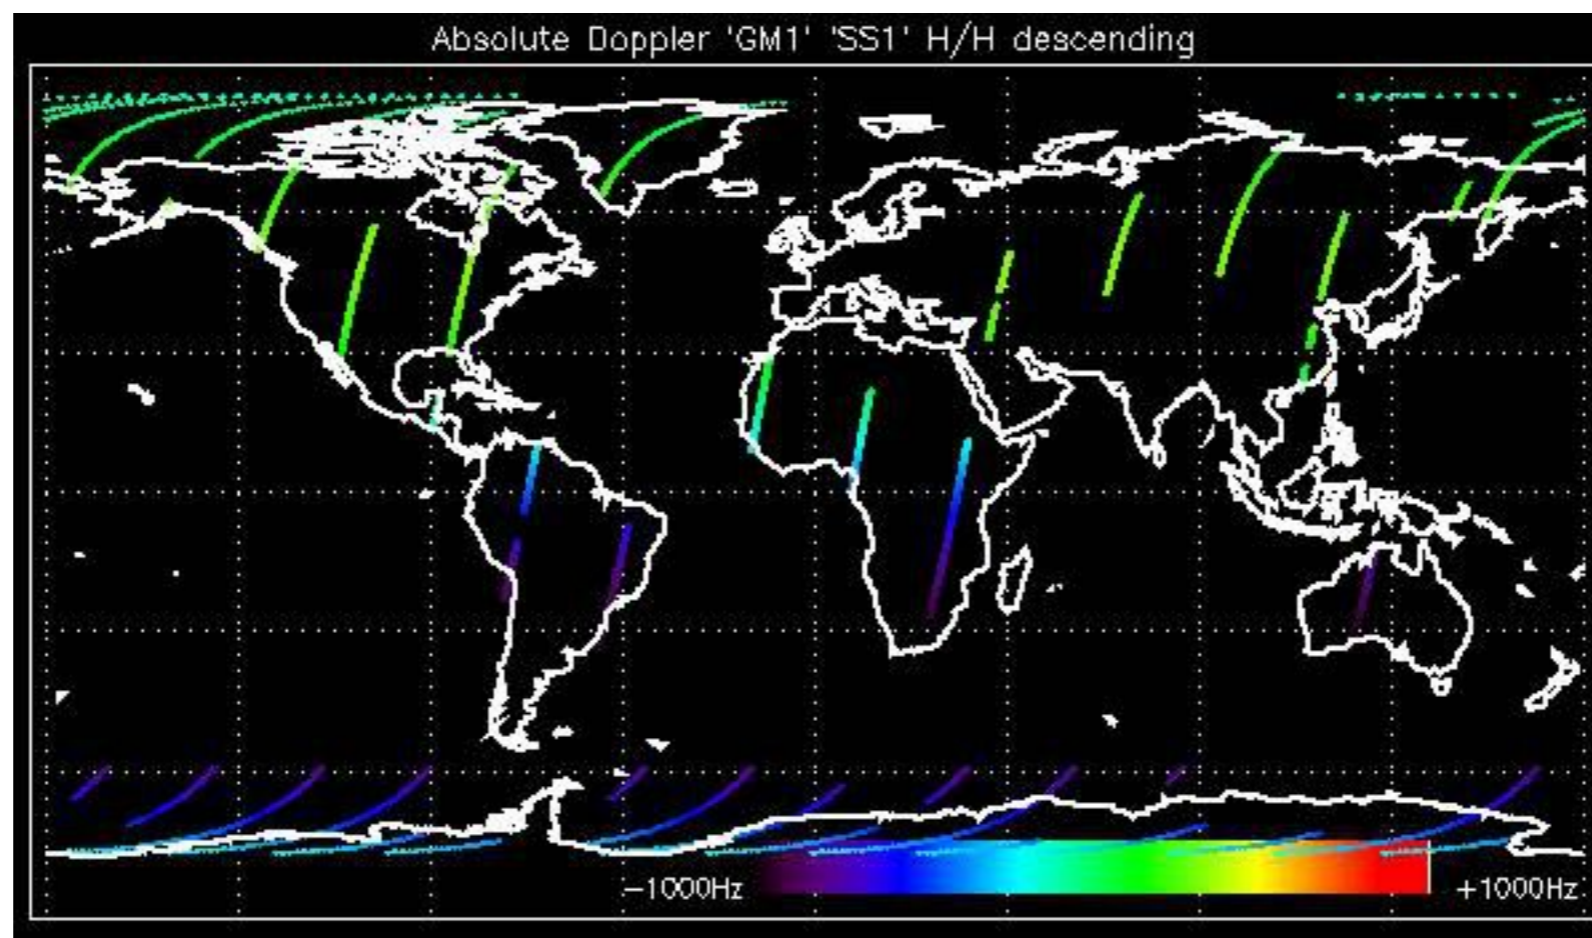 Absolute Doppler 'GM1' 'SS1' H/H descending
−1000Hz
+1000Hz